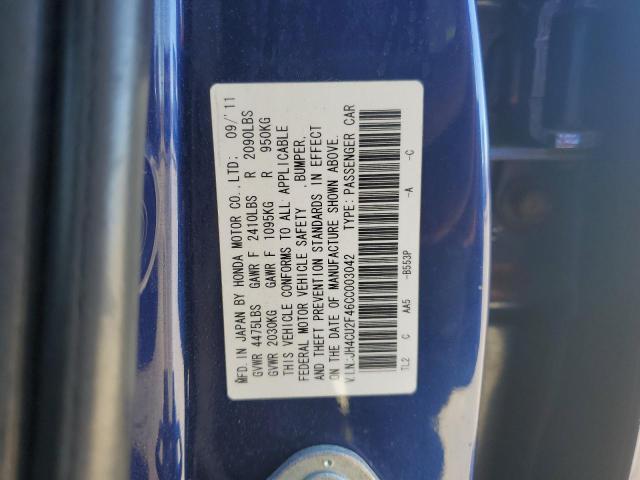 MFD. IN JAPAN BY HONDA MOTOR CO., LTD. 09/ 11
GVWR 4475LBS GAWR F 2410LBS R 2090LBS
GVWR 2030KG GAWR F 1095KG R 950KG
THIS VEHICLE CONFORMS TO ALL APPLICABLE
FEDERAL MOTOR VEHICLE SAFETY , BUMPER,
AND THEFT PREVENTION STANDARDS IN EFFECT
ON THE DATE OF MANUFACTURE SHOWN ABOVE.
V.I.N.:JH4CU2F46CC003042 TYPE: PASSENGER CAR
TL2 C AA5 -B553P -A -C